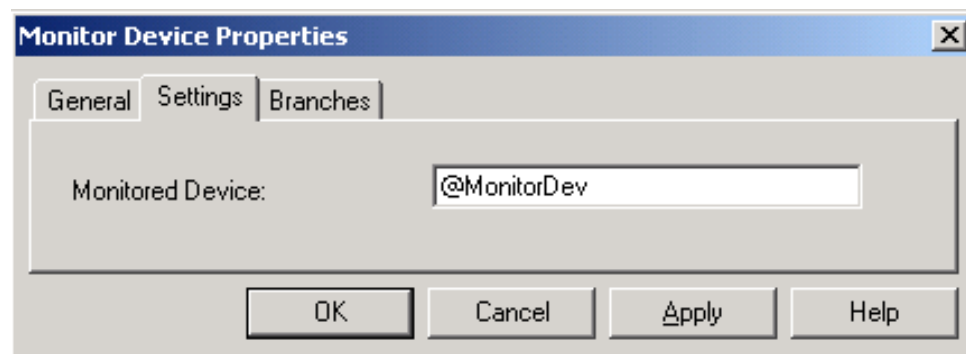 Monitor Device Properties
General Settings Branches
Monitored Device: @MonitorDev
OK Cancel Apply Help